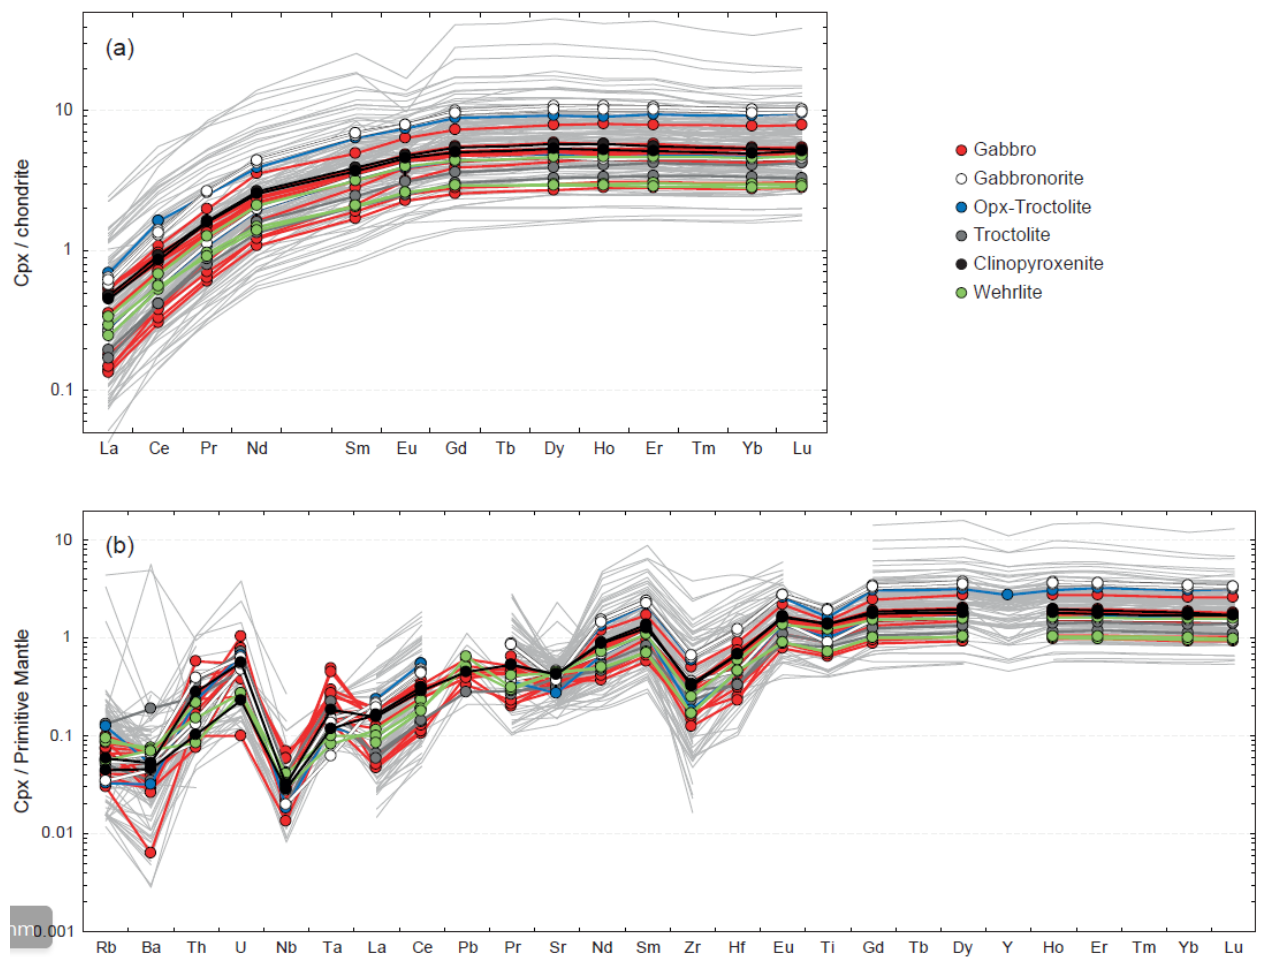 (a)
10
1
0.1
Cpx / chondrite
La Ce Pr Nd Sm Eu Gd Tb Dy Ho Er Tm Yb Lu
Gabbro
Gabbronorite
Opx-Troctolite
Troctolite
Clinopyroxenite
Wehrlite
(b)
10
1
0.1
0.01
0.001
Cpx / Primitive Mantle
Rb Ba Th U Nb Ta La Ce Pb Pr Sr Nd Sm Zr Hf Eu Ti Gd Tb Dy Y Ho Er Tm Yb Lu